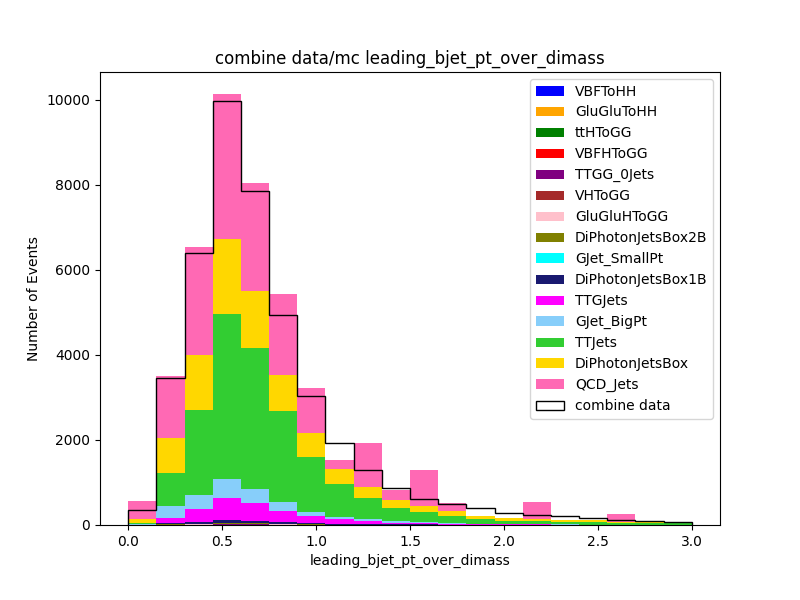 combine data/mc leading_bjet_pt_over_dimass
Number of Events
10000
8000
6000
4000
2000
0
VBFToHH
GluGluToHH
ttHToGG
VBFHToGG
TTGG_0Jets
VHToGG
GluGluHToGG
DiPhotonJetsBox2B
GJet_SmallPt
DiPhotonJetsBox1B
TTGJets
GJet_BigPt
TTJets
DiPhotonJetsBox
QCD_Jets
combine data
0.0 0.5 1.0 1.5 2.0 2.5 3.0
leading_bjet_pt_over_dimass